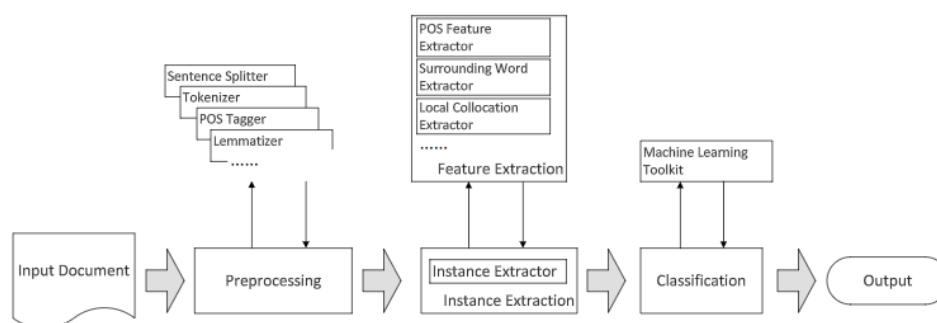 Sentence Splitter
Tokenizer
POS Tagger
Lemmatizer
......
POS Feature
Extractor
Surrounding Word
Extractor
Local Collocation
Extractor
......
Feature Extraction
Machine Learning
Toolkit
Input Document
Preprocessing
Instance Extractor
Instance Extraction
Classification
Output